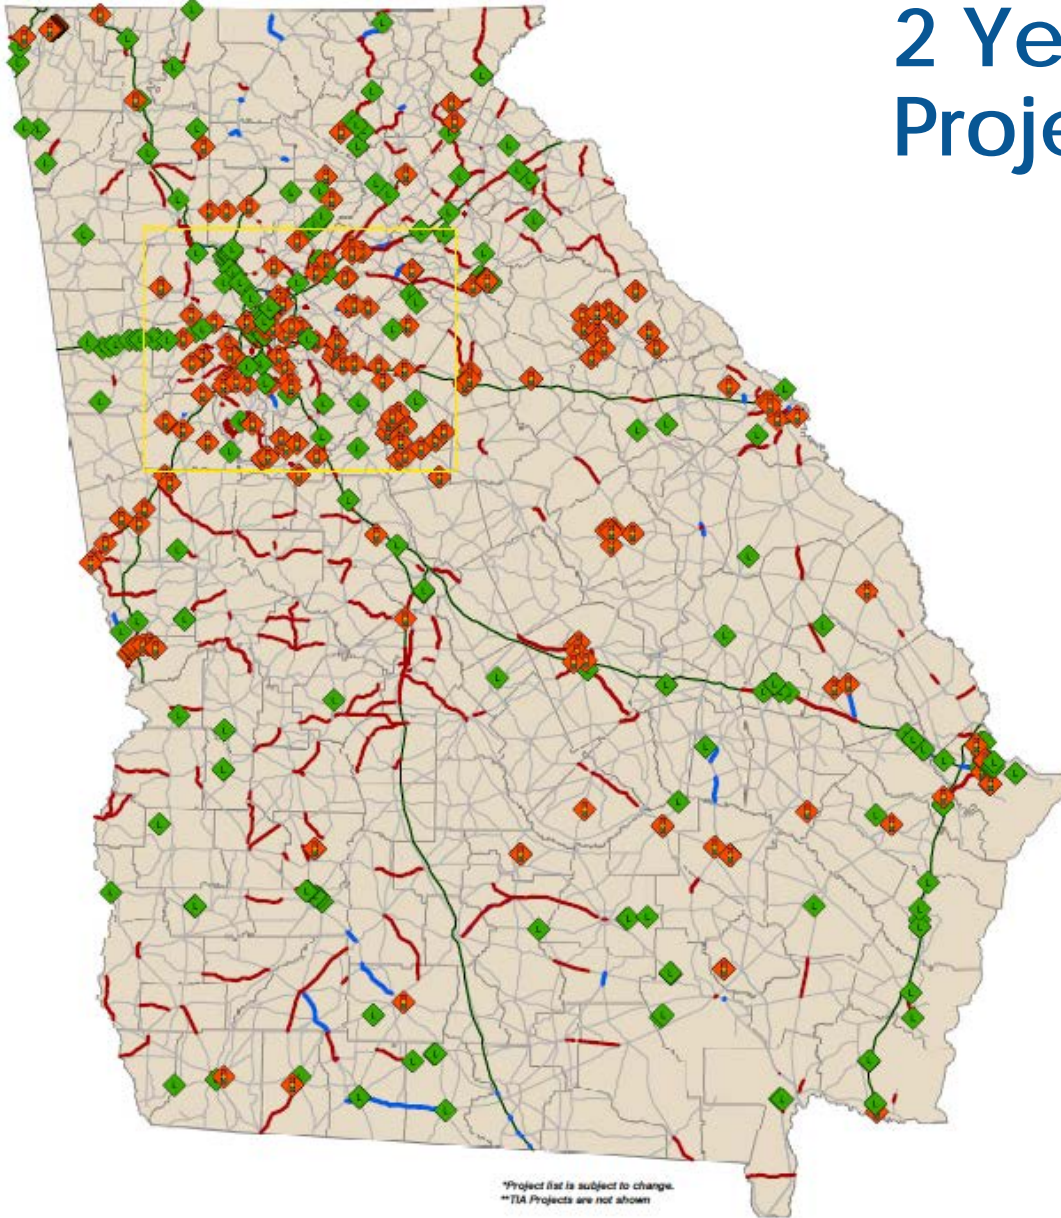 2 Ye
Proje
*Project list is subject to change.
**TIA Projects are not shown